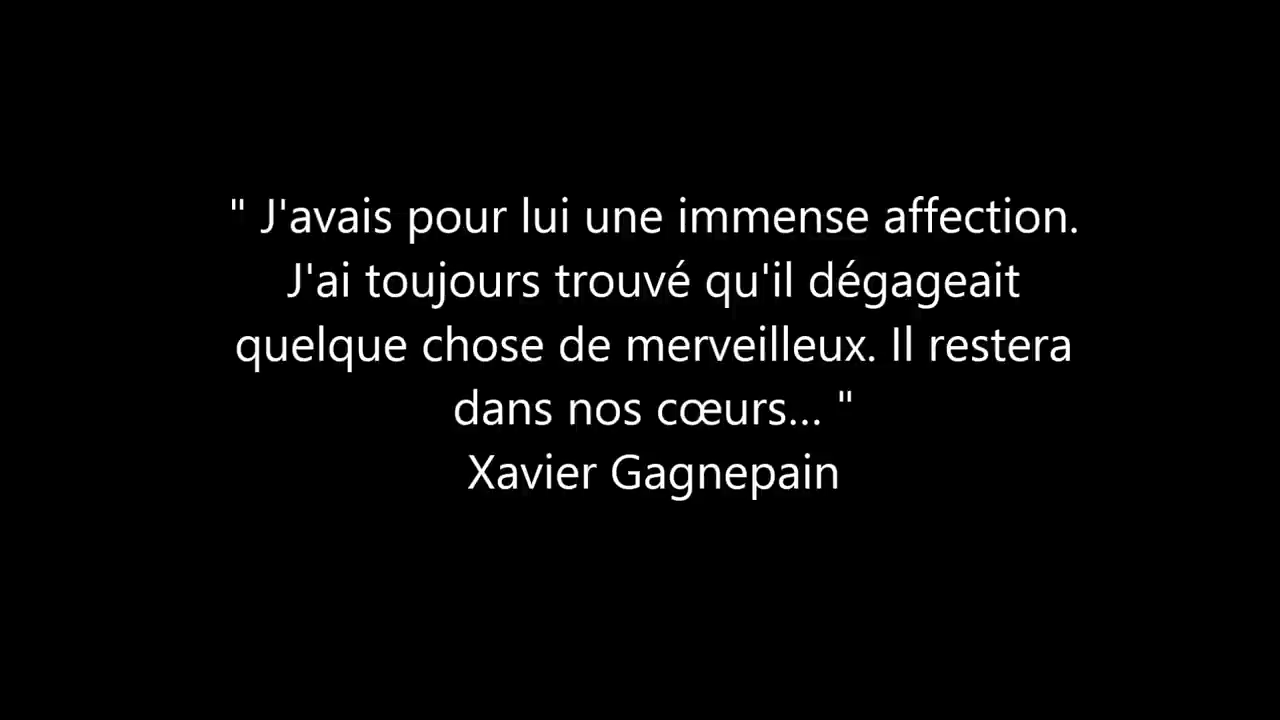 " J'avais pour lui une immense affection.
J'ai toujours trouvé qu'il dégageait
quelque chose de merveilleux. Il restera
dans nos cœurs... "
Xavier Gagnepain